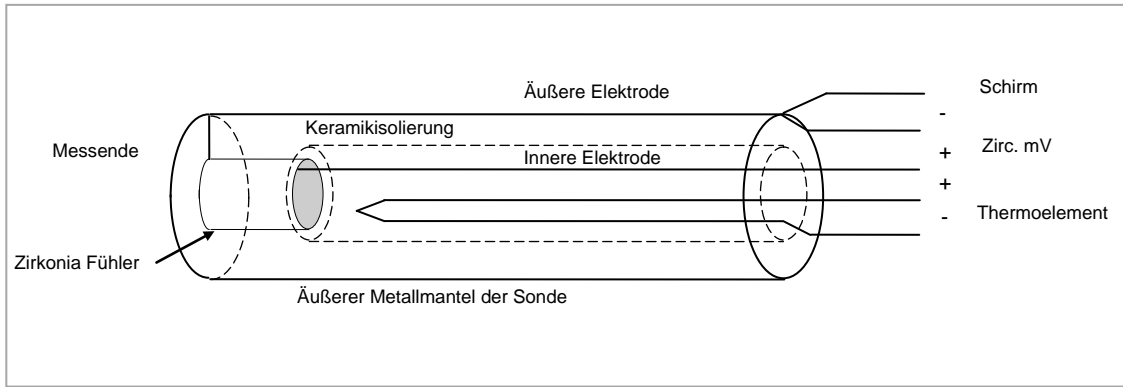 Äußere Elektrode
Schirm
-
Keramikisolierung
Messende
Innere Elektrode
+
Zirc. mV
+
-
Thermoelement
Zirkonia Fühler
Äußerer Metallmantel der Sonde